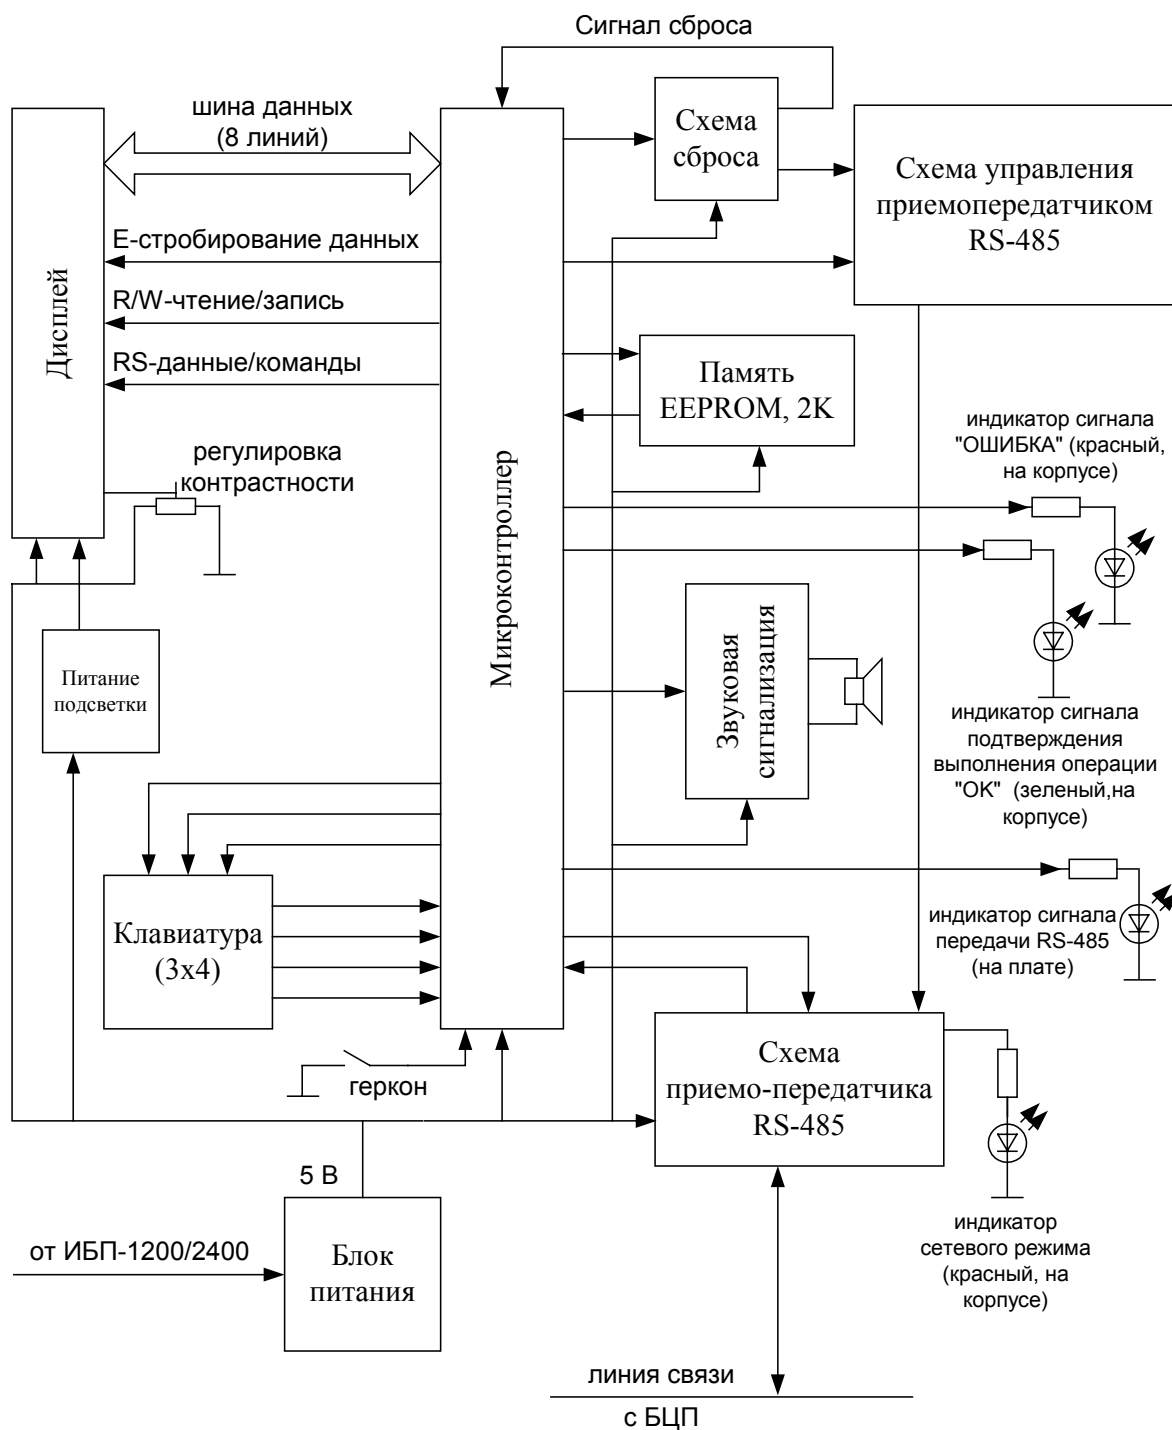 Сигнал сброса
шина данных
(8 линий)
Схема
сброса
Схема управления
приемопередатчиком
RS-485
E-стробирование данных
R/W-чтение/запись
RS-данные/команды
Дисплей
Память
EEPROM, 2K
регулировка
контрастности
Микроконтроллер
индикатор сигнала
"ОШИБКА" (красный,
на корпусе)
Питание
подсветки
Звуковая
сигнализация
индикатор сигнала
подтверждения
выполнения операции
"OK" (зеленый,на
корпусе)
Клавиатура
(3x4)
индикатор сигнала
передачи RS-485
(на плате)
геркон
Схема
приемо-передатчика
RS-485
5 В
от ИБП-1200/2400
Блок
питания
индикатор
сетевого режима
(красный, на
корпусе)
линия связи
с БЦП